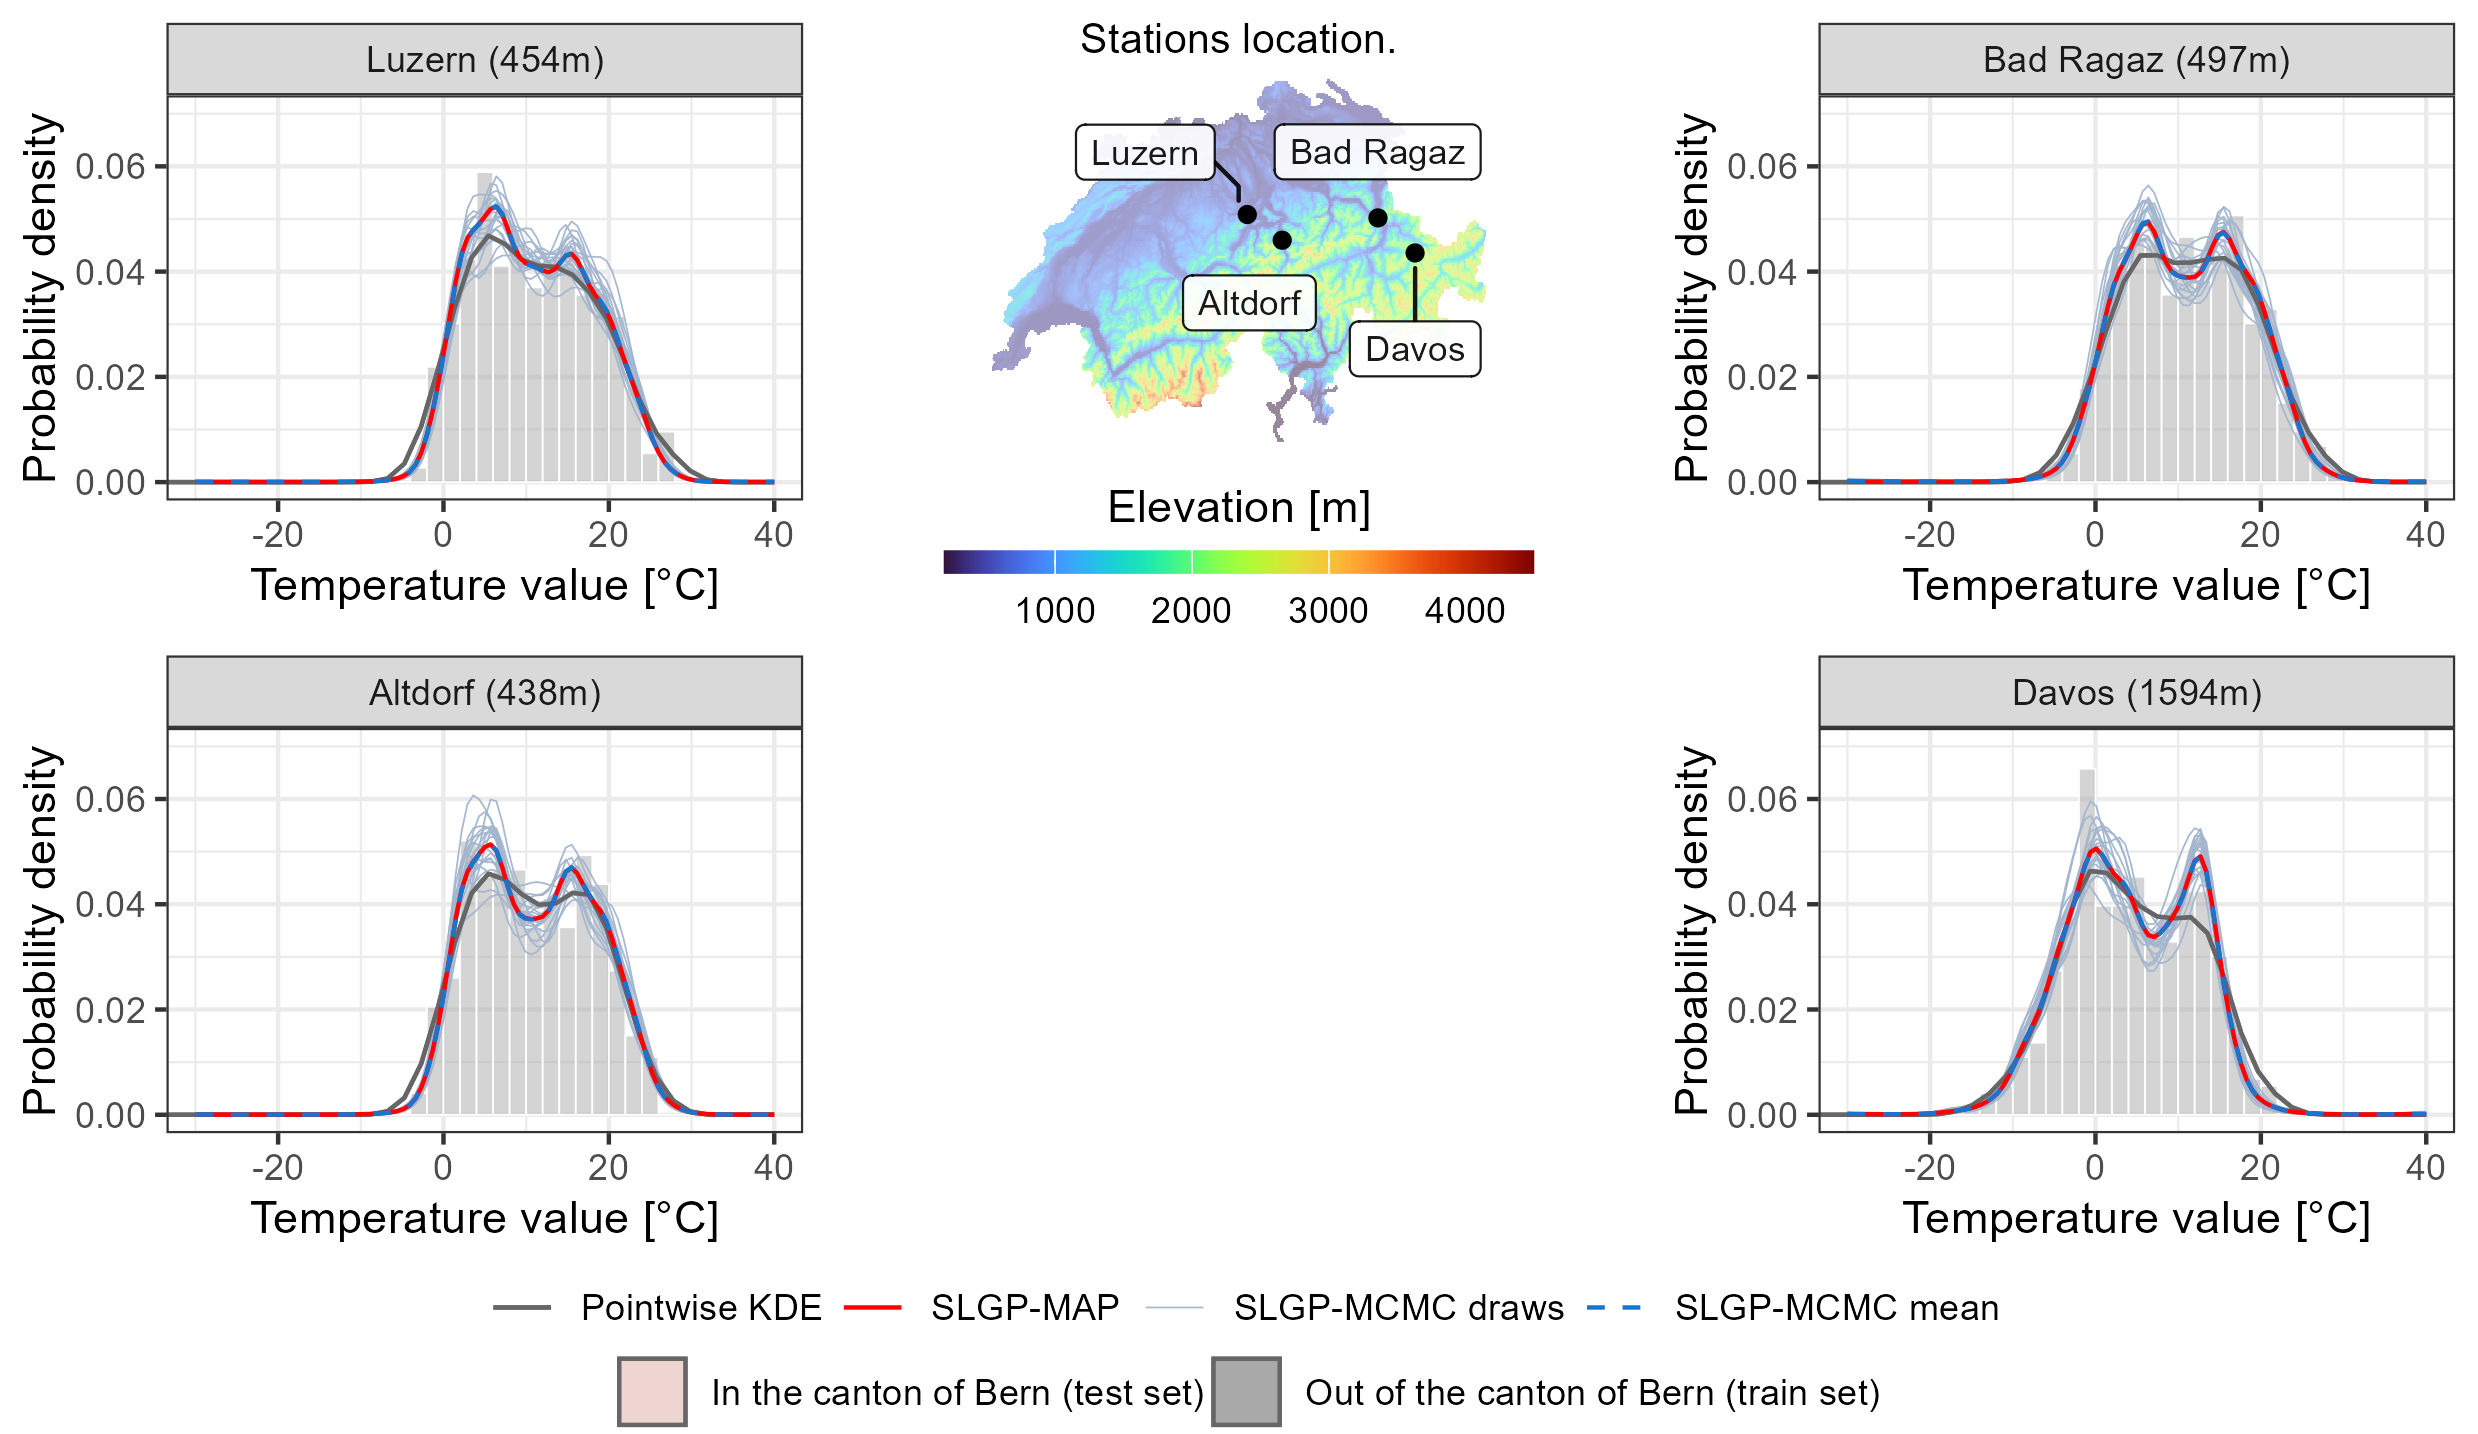 Luzern (454m)
Probability density
0.06
0.04
0.02
0.00
-20 0 20 40
Temperature value [°C]
Stations location.
Luzern
Bad Ragaz
Altdorf
Davos
Elevation [m]
1000 2000 3000 4000
Bad Ragaz (497m)
Probability density
0.06
0.04
0.02
0.00
-20 0 20 40
Temperature value [°C]
Altdorf (438m)
Probability density
0.06
0.04
0.02
0.00
-20 0 20 40
Temperature value [°C]
Davos (1594m)
Probability density
0.06
0.04
0.02
0.00
-20 0 20 40
Temperature value [°C]
Pointwise KDE SLGP-MAP SLGP-MCMC draws SLGP-MCMC mean
In the canton of Bern (test set) Out of the canton of Bern (train set)